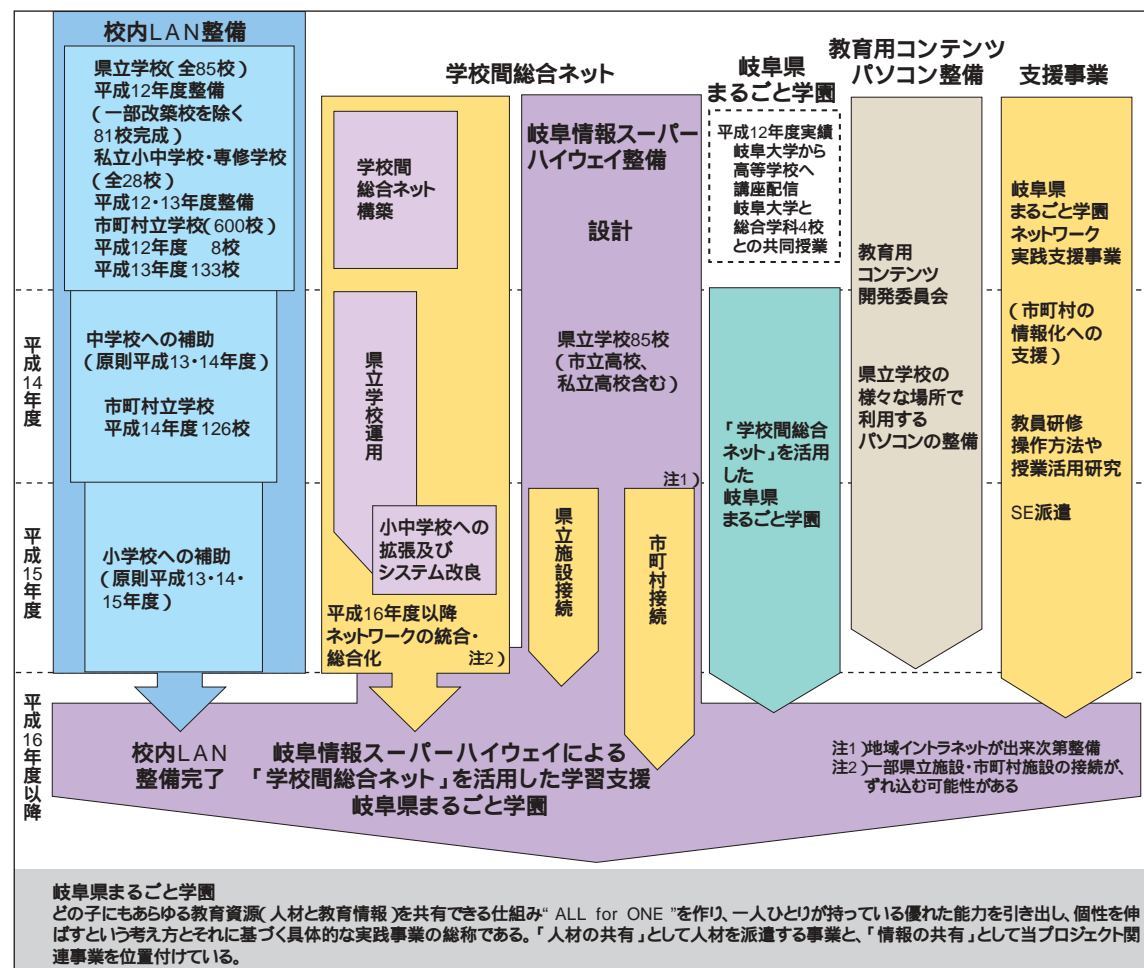 校内LAN整備
県立学校(全85校)
平成12年度整備
(一部改築校を除く
81校完成)
私立小中学校・専修学校
(全28校)
平成12・13年度整備
市町村立学校(600校)
平成12年度 8校
平成13年度133校
中学校への補助
(原則平成13・14年度)
市町村立学校
平成14年度126校
小学校への補助
(原則平成13・14・
15年度)
学校間総合ネット
学校間
総合ネット
構築
県立学校運用
小中学校への
拡張及び
システム改良
平成16年度以降
ネットワークの統合・
総合化 注2)
岐阜情報スーパー
ハイウェイ整備
設計
県立学校85校
(市立高校、
私立高校含む)
注1)
県立施設接続
市町村接続
岐阜県
まるごと学園
平成12年度実績
岐阜大学から
高等学校へ
講座配信
岐阜大学と
総合学科4校
との共同授業
「学校間総合
ネット」を活用
した
岐阜県
まるごと学園
教育用コンテンツ
パソコン整備
教育用
コンテンツ
開発委員会
県立学校の
様々な場所で
利用する
パソコンの整備
支援事業
岐阜県
まるごと学園
ネットワーク
実践支援事業
(市町村の
情報化への
支援)
教員研修
操作方法や
授業活用研究
SE派遣
平成14年度
平成15年度
平成16年度以降
校内LAN
整備完了
岐阜情報スーパーハイウェイによる
「学校間総合ネット」を活用した学習支援
岐阜県まるごと学園
注1)地域イントラネットが出来次第整備
注2)一部県立施設・市町村施設の接続が、
ずれ込む可能性がある
岐阜県まるごと学園
どの子にもあらゆる教育資源(人材と教育情報)を共有できる仕組み“ALL for ONE”を作り、一人ひとりが持っている優れた能力を引き出し、個性を伸
ばすという考え方とそれに基づく具体的な実践事業の総称である。「人材の共有」として人材を派遣する事業と、「情報の共有」として当プロジェクト関
連事業を位置付けている。